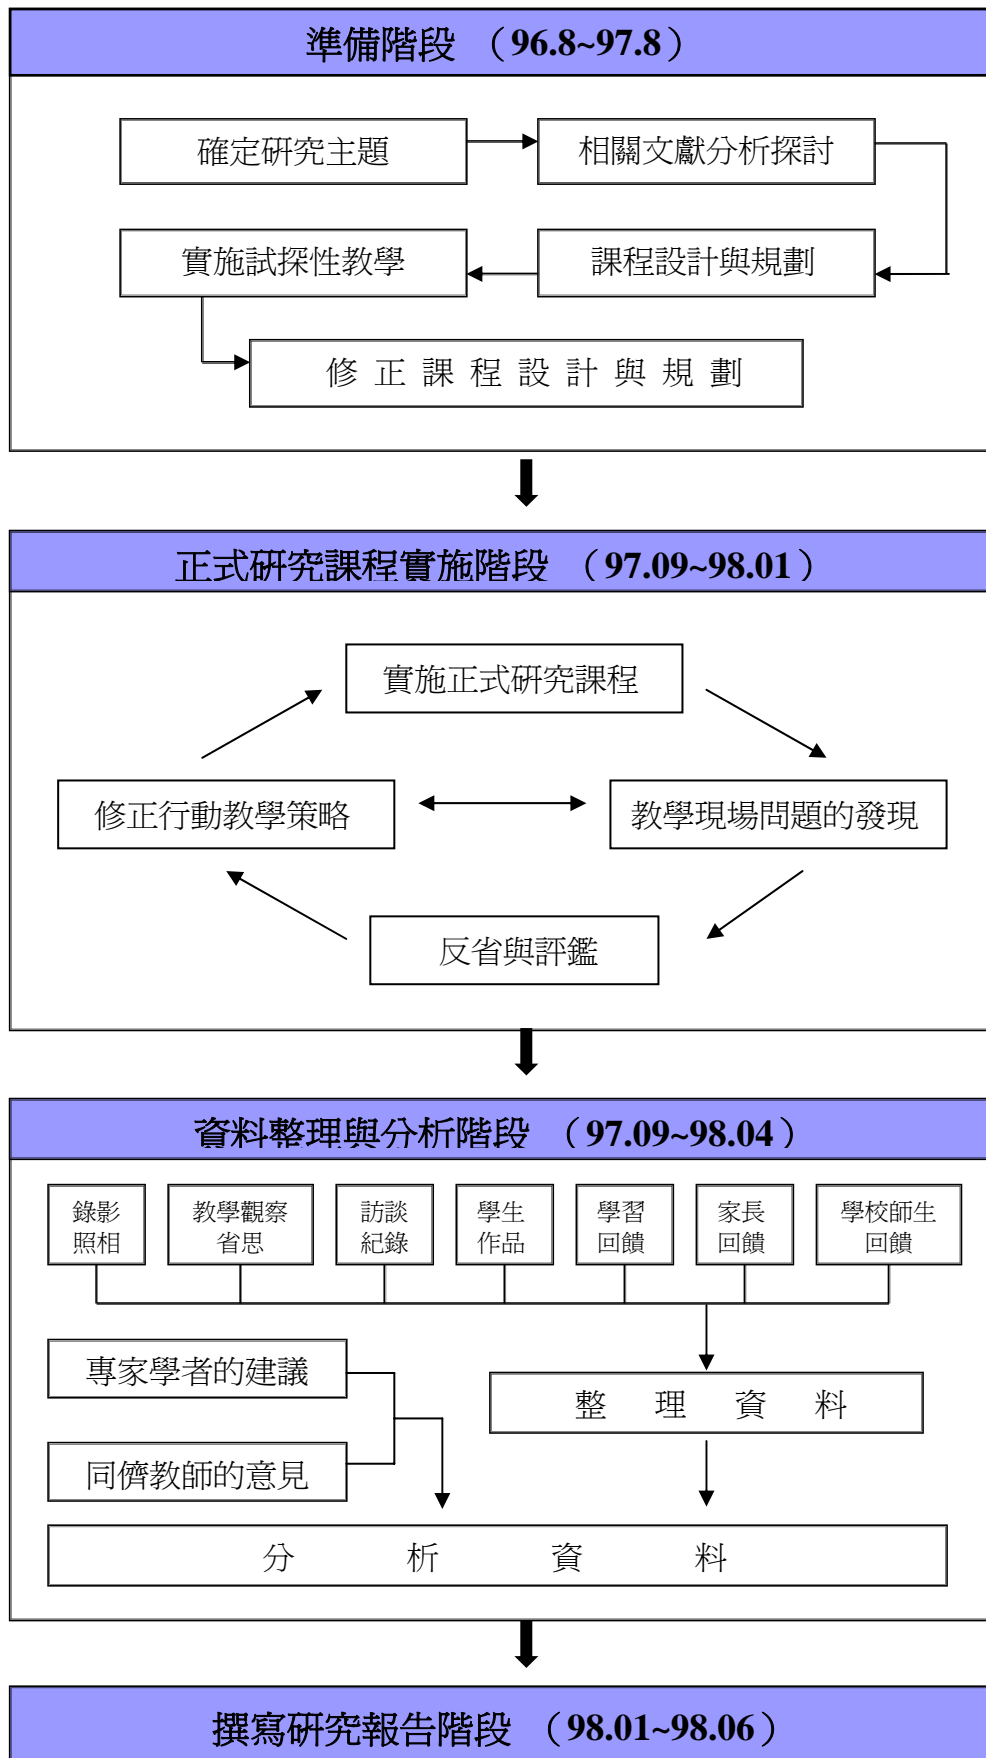 準備階段 （96.8~97.8）
確定研究主題
相關文獻分析探討
實施試探性教學
課程設計與規劃
修正課程設計與規劃
正式研究課程實施階段 （97.09~98.01）
實施正式研究課程
修正行動教學策略
教學現場問題的發現
反省與評鑑
資料整理與分析階段 （97.09~98.04）
錄影
照相
教學觀察
省思
訪談
紀錄
學生
作品
學習
回饋
家長
回饋
學校師生
回饋
專家學者的建議
整理資料
同儕教師的意見
分析資料
撰寫研究報告階段 （98.01~98.06）